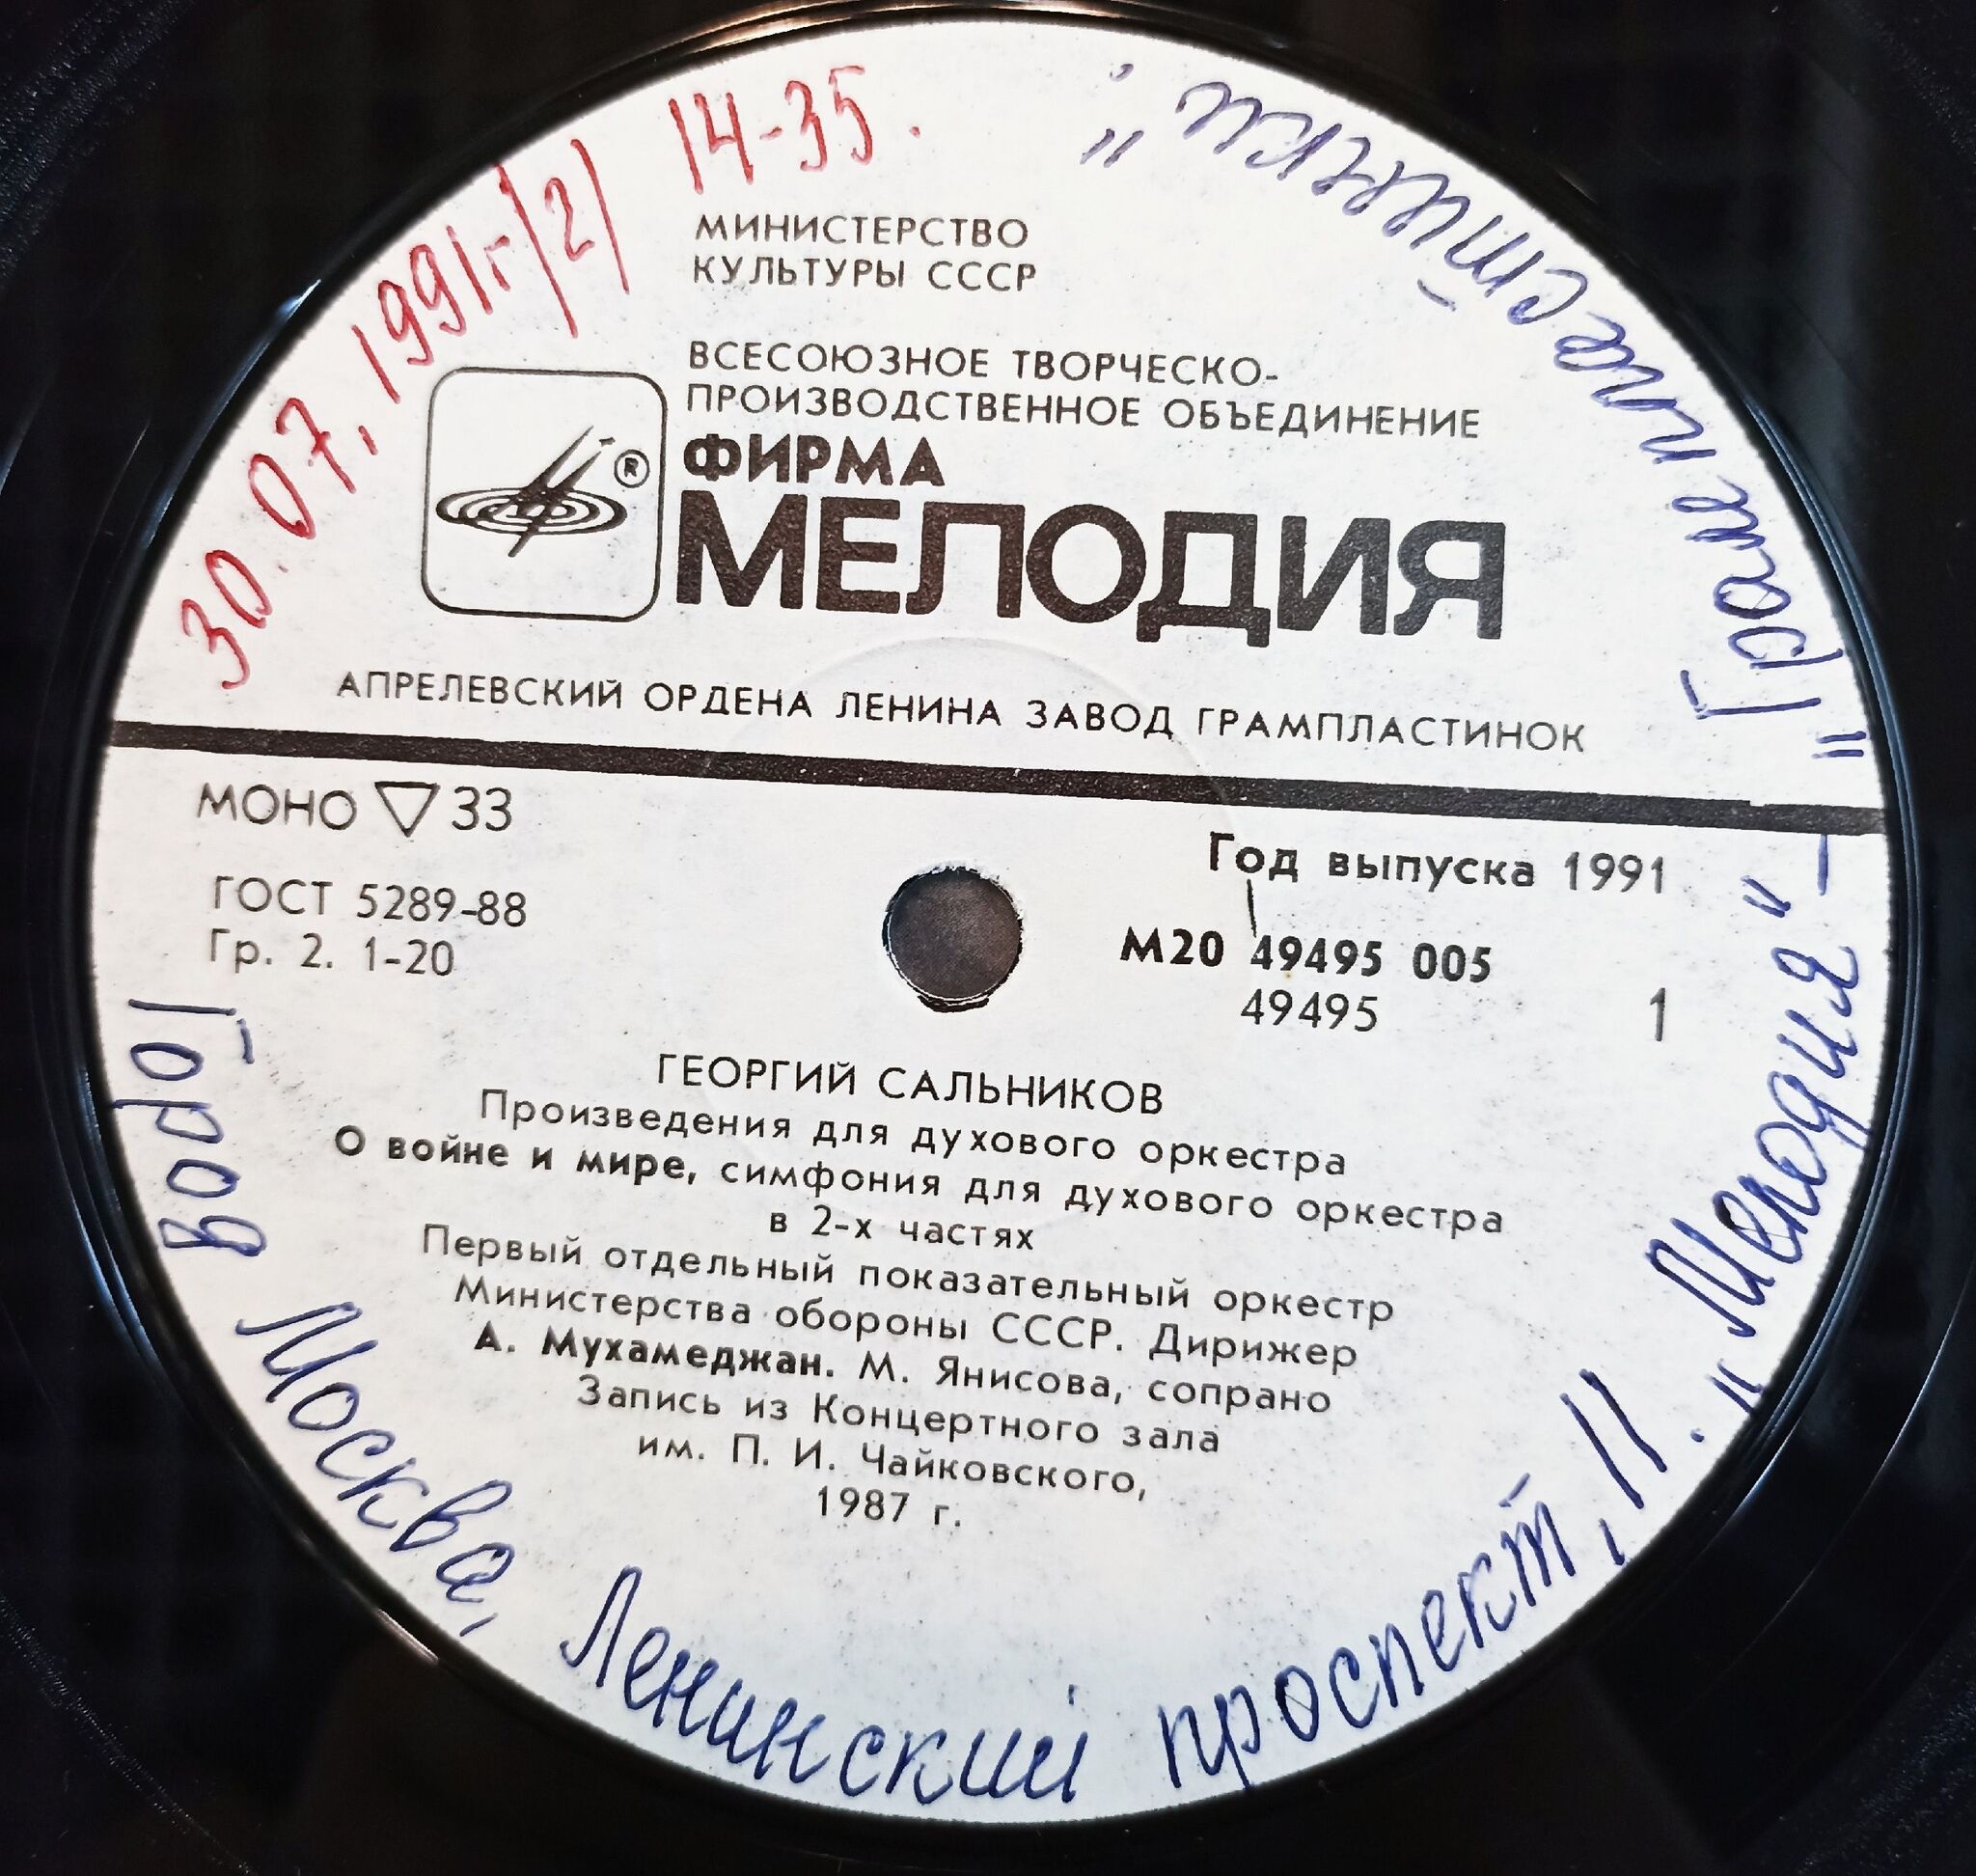 30.07.1991г/2/ 14-35.
МИНИСТЕРСТВО
КУЛЬТУРЫ СССР
ВСЕСОЮЗНОЕ ТВОРЧЕСКО-
ПРОИЗВОДСТВЕННОЕ ОБЪЕДИНЕНИЕ
ФИРМА
МЕЛОДИЯ
®
АПРЕЛЕВСКИЙ ОРДЕНА ЛЕНИНА ЗАВОД ГРАМПЛАСТИНОК
МОНО ▽ 33
ГОСТ 5289-88
Гр. 2. 1-20
Год выпуска 1991
М20 49495 005
49495
1
ГЕОРГИЙ САЛЬНИКОВ
Произведения для духового оркестра
О войне и мире, симфония для духового оркестра
в 2-х частях
Первый отдельный показательный оркестр
Министерства обороны СССР. Дирижер
А. Мухамеджан. М. Янисова, сопрано
Запись из Концертного зала
им. П. И. Чайковского,
1987 г.
Москва, Ленинский проспект, 11. "Мелодия" - "Грампластинки"